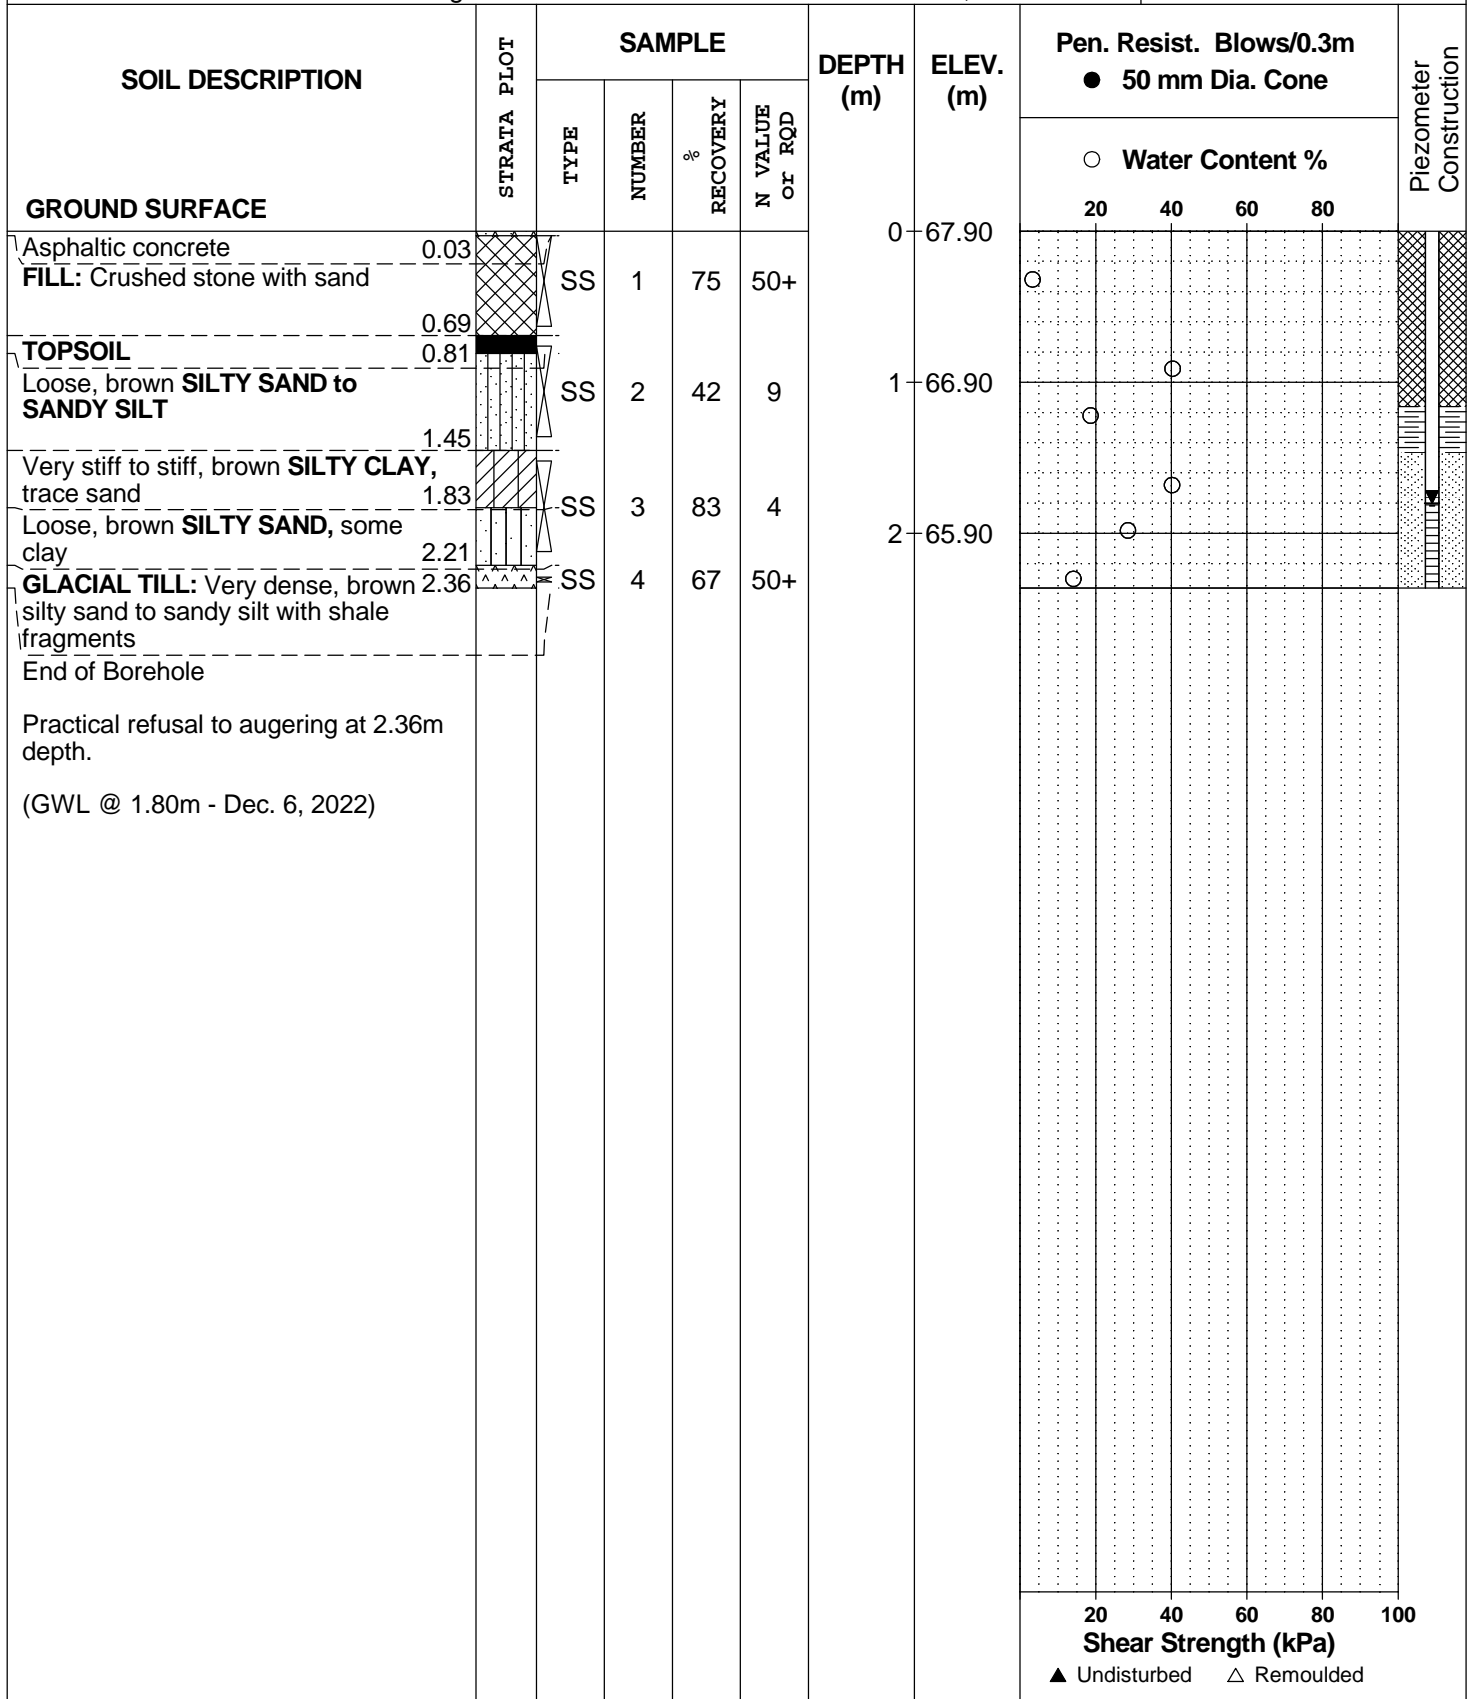 SOIL DESCRIPTION
GROUND SURFACE
STRATA PLOT
SAMPLE
TYPE
NUMBER
% RECOVERY
N VALUE or RQD
DEPTH (m)
ELEV. (m)
Pen. Resist. Blows/0.3m
● 50 mm Dia. Cone
○ Water Content %
20 40 60 80
Piezometer Construction
Asphaltic concrete 0.03
FILL: Crushed stone with sand
0.69
SS 1 75 50+
0 67.90
TOPSOIL 0.81
Loose, brown SILTY SAND to
SANDY SILT
1.45
SS 2 42 9
1 66.90
Very stiff to stiff, brown SILTY CLAY,
trace sand 1.83
SS 3 83 4
Loose, brown SILTY SAND, some
clay 2.21
2 65.90
GLACIAL TILL: Very dense, brown 2.36
silty sand to sandy silt with shale
fragments
SS 4 67 50+
End of Borehole
Practical refusal to augering at 2.36m
depth.
(GWL @ 1.80m - Dec. 6, 2022)
20 40 60 80 100
Shear Strength (kPa)
▲ Undisturbed △ Remoulded